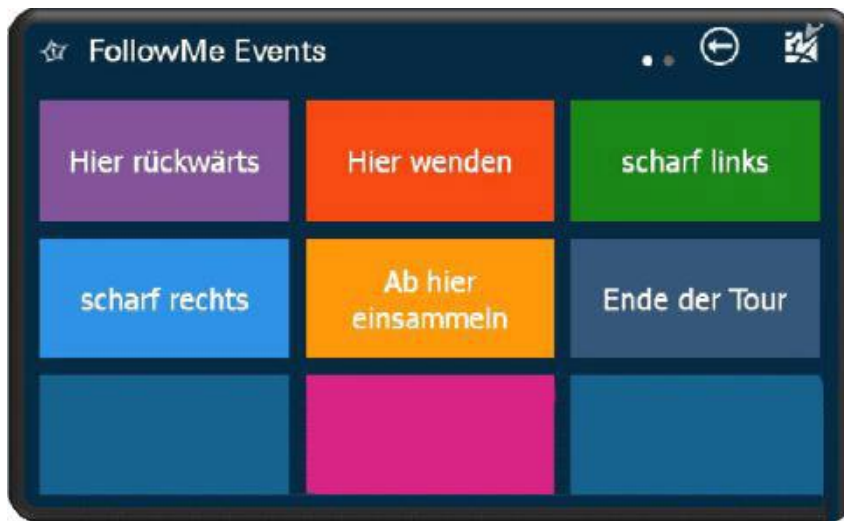 FollowMe Events
Hier rückwärts
Hier wenden
scharf links
scharf rechts
Ab hier
einsammeln
Ende der Tour